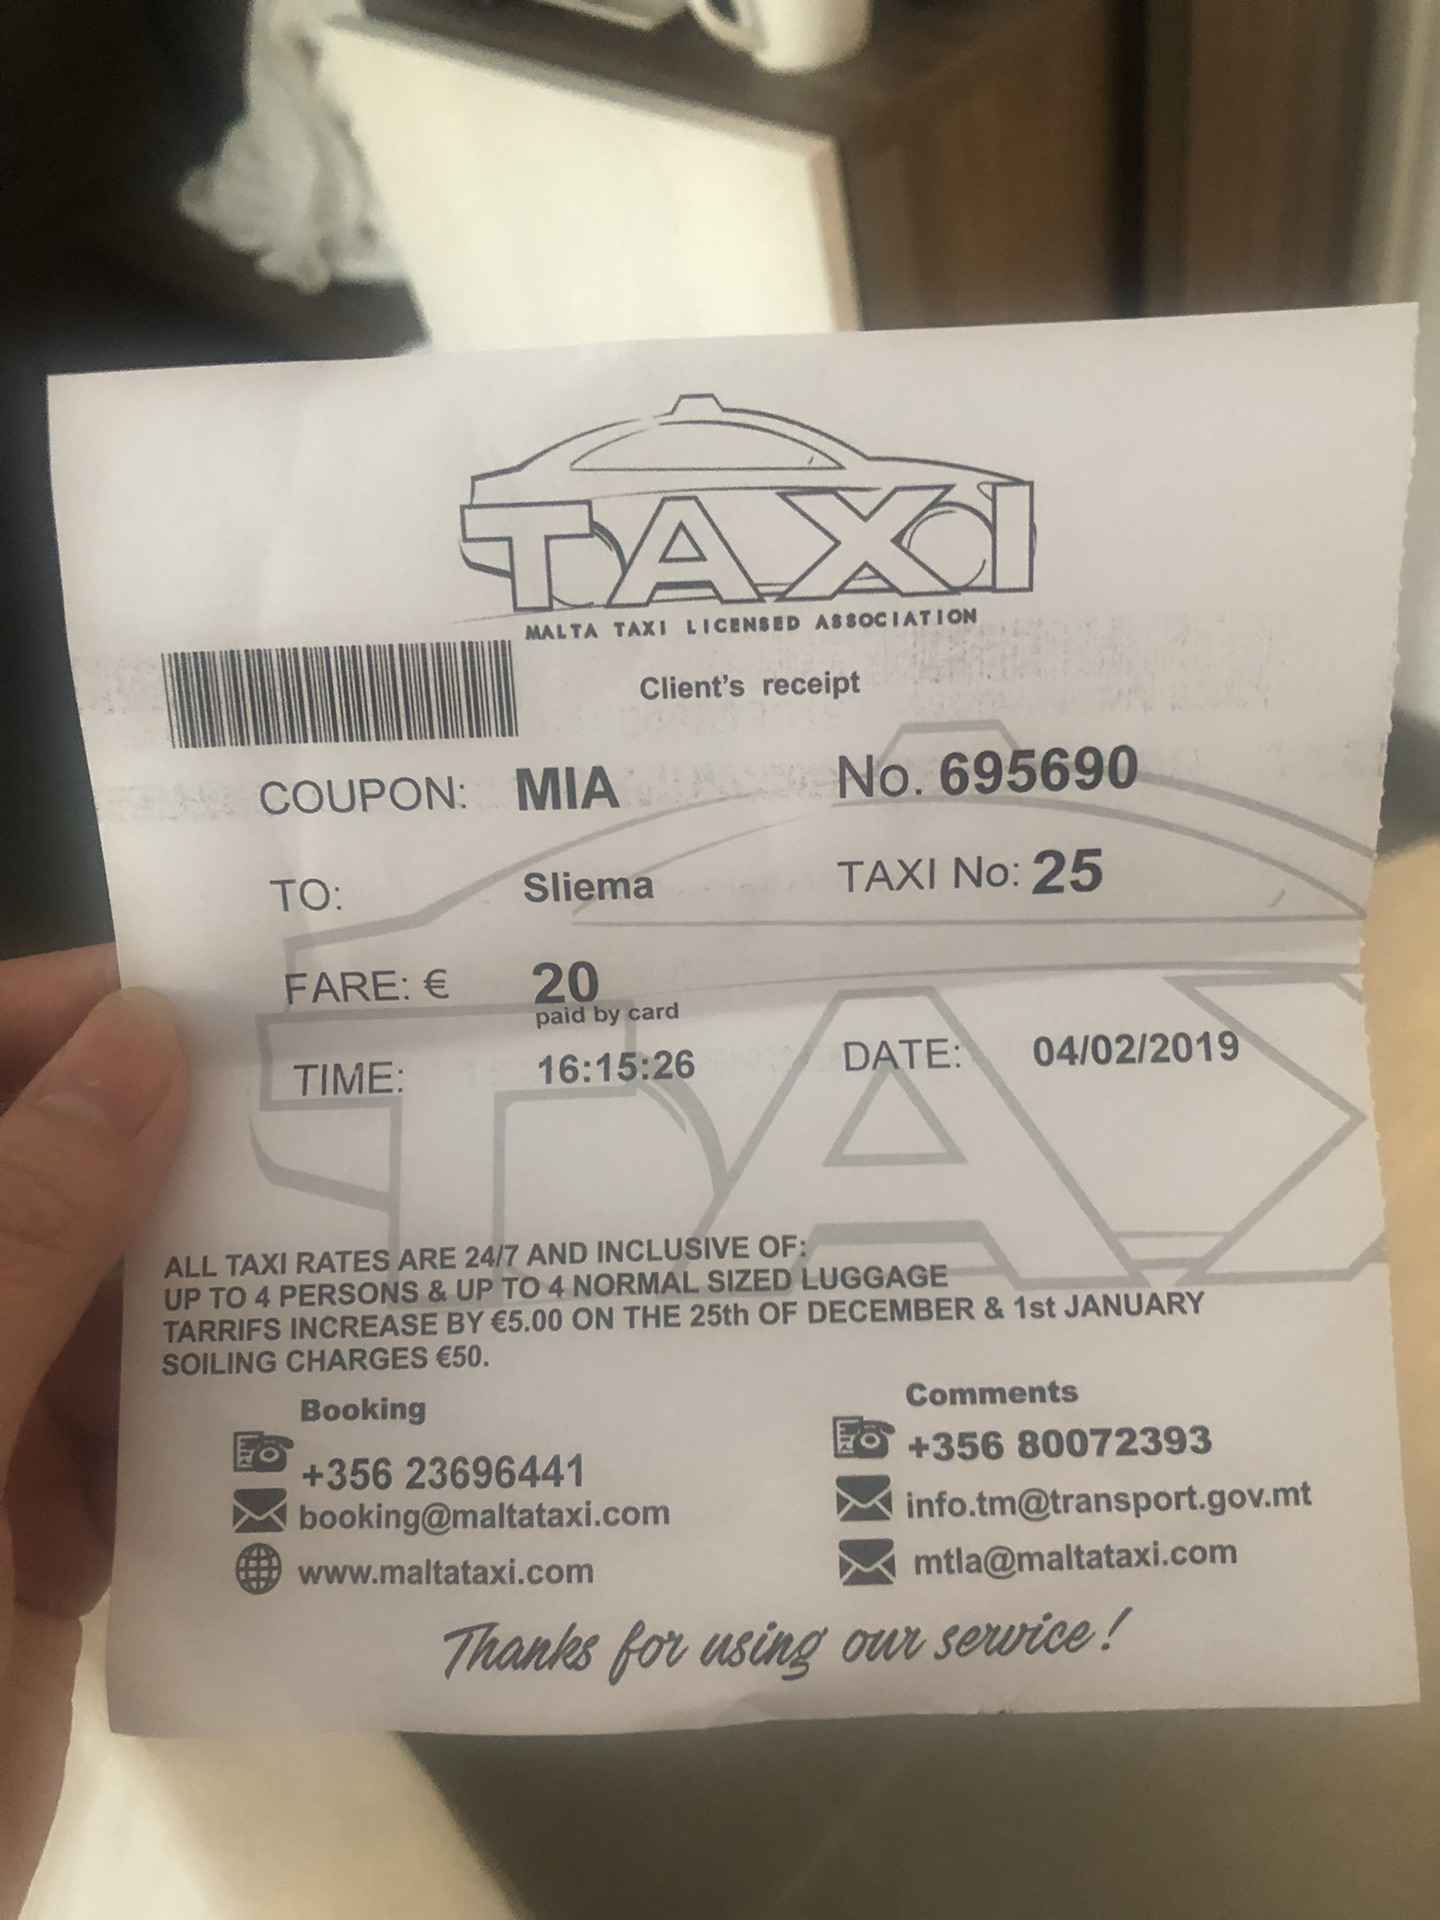 TAXI
MALTA TAXI LICENSED ASSOCIATION
Client's receipt
COUPON: MIA No. 695690
TO: Sliema TAXI No: 25
FARE: € 20
paid by card
TIME: 16:15:26 DATE: 04/02/2019
ALL TAXI RATES ARE 24/7 AND INCLUSIVE OF:
UP TO 4 PERSONS & UP TO 4 NORMAL SIZED LUGGAGE
TARRIFS INCREASE BY €5.00 ON THE 25th OF DECEMBER & 1st JANUARY
SOILING CHARGES €50.
Booking
+356 23696441
booking@maltataxi.com
www.maltataxi.com
Comments
+356 80072393
info.tm@transport.gov.mt
mtla@maltataxi.com
Thanks for using our service!